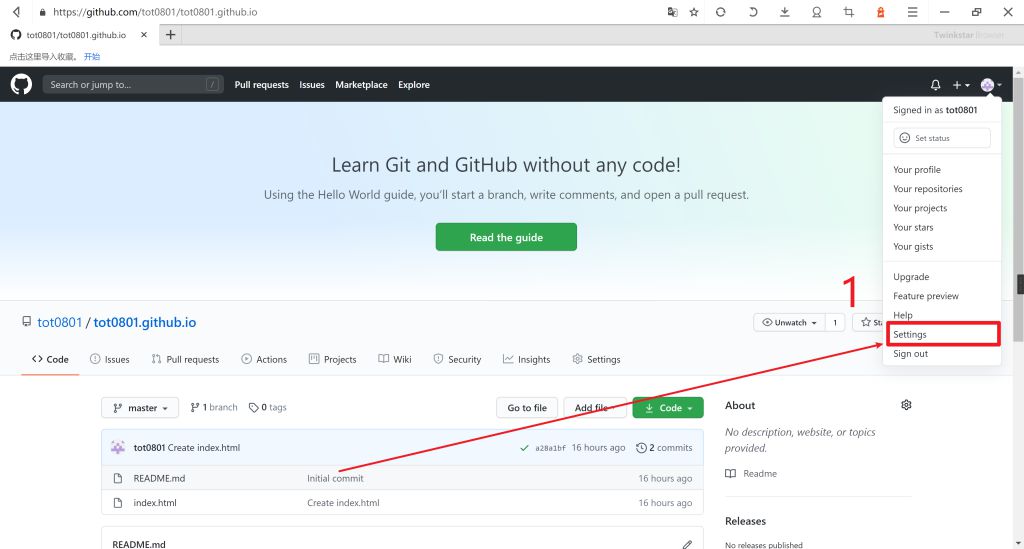 https://github.com/tot0801/tot0801.github.io
tot0801/tot0801.github.io
Twinkstar Browser
点击这里导入收藏。 开始
Search or jump to... /
Pull requests Issues Marketplace Explore
Signed in as tot0801
Set status
Your profile
Your repositories
Your projects
Your stars
Your gists
Upgrade
Feature preview
Help
Settings
Sign out
Learn Git and GitHub without any code!
Using the Hello World guide, you’ll start a branch, write comments, and open a pull request.
Read the guide
1
tot0801 / tot0801.github.io
Unwatch 1
Code Issues Pull requests Actions Projects Wiki Security Insights Settings
master 1 branch 0 tags Go to file Add file Code
tot0801 Create index.html a28a1bf 16 hours ago 2 commits
README.md Initial commit 16 hours ago
index.html Create index.html 16 hours ago
README.md
About
No description, website, or topics
provided.
Readme
Releases
No releases published